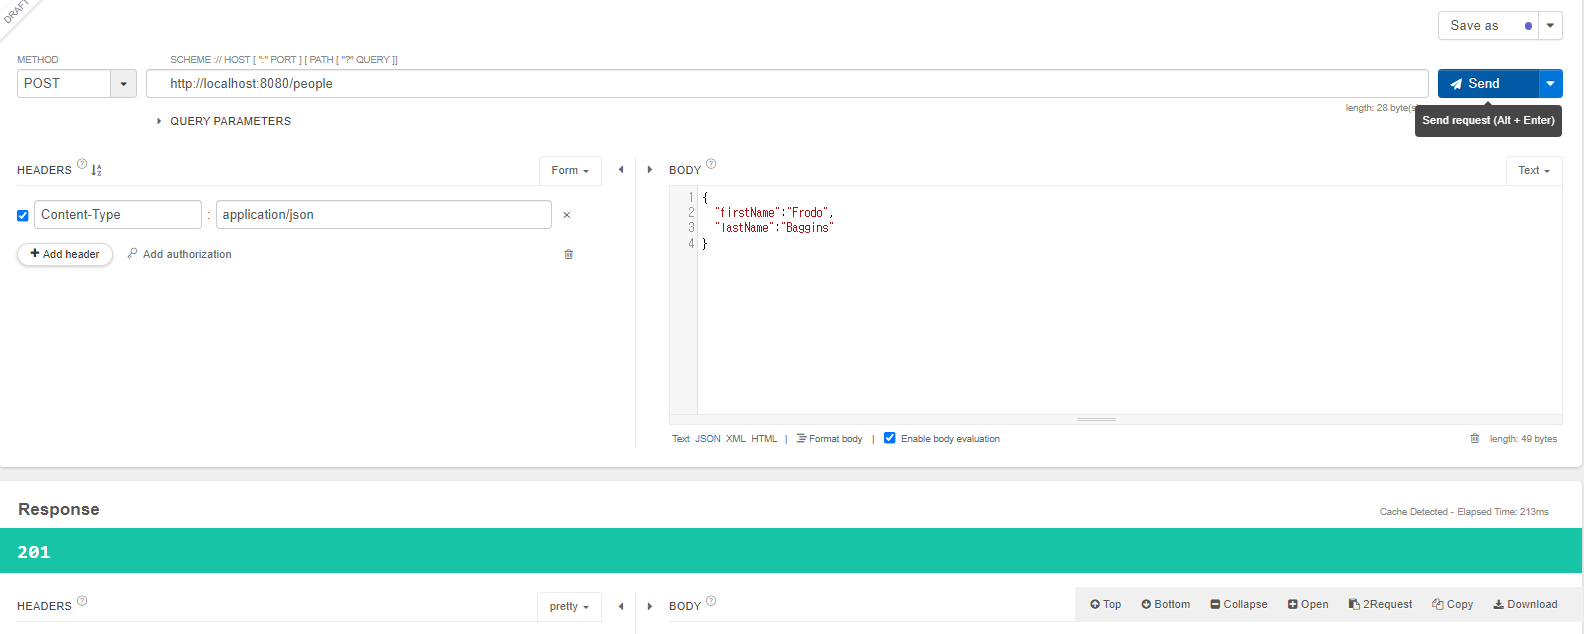 DRAFT
Save as
METHOD
SCHEME :// HOST [ ":" PORT ] [ PATH [ "?" QUERY ]]
POST
http://localhost:8080/people
Send
length: 28 byte(s
Send request (Alt + Enter)
QUERY PARAMETERS
HEADERS ?
Form
BODY ?
Text
Content-Type : application/json ×
+ Add header
Add authorization
1 {
2 "firstName":"Frodo",
3 "lastName":"Baggins"
4 }
Text JSON XML HTML | Format body | Enable body evaluation
length: 49 bytes
Response
Cache Detected - Elapsed Time: 213ms
201
HEADERS ?
pretty
BODY ?
Top Bottom Collapse Open 2Request Copy Download